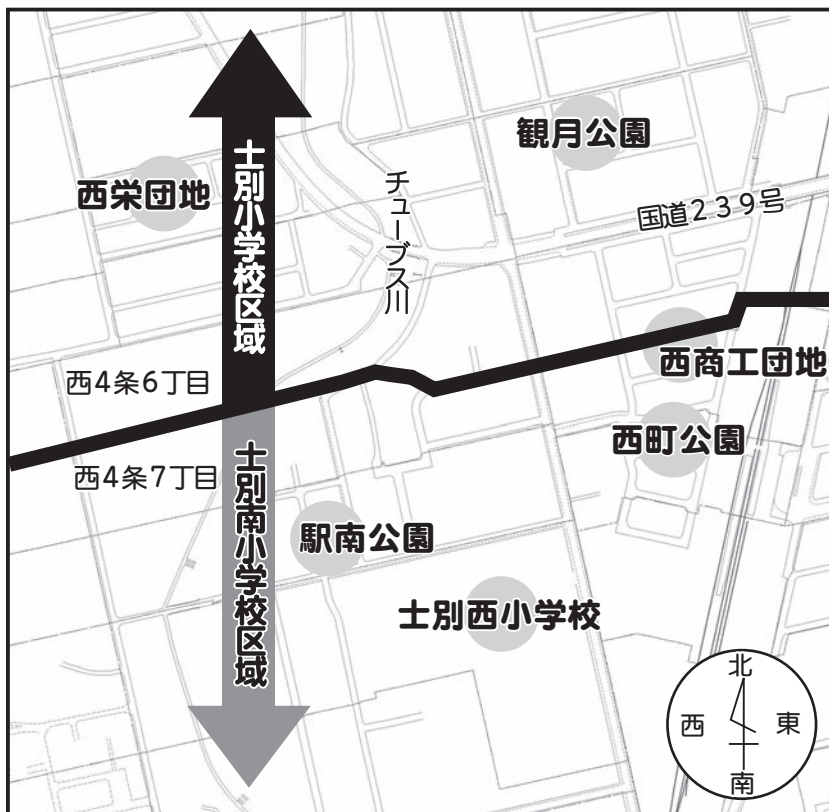 観月公園
西栄団地
士別小学校区域
チューブス川
国道239号
西商工団地
西4条6丁目
西町公園
西4条7丁目
士別南小学校区域
駅南公園
士別西小学校
北
西
東
南